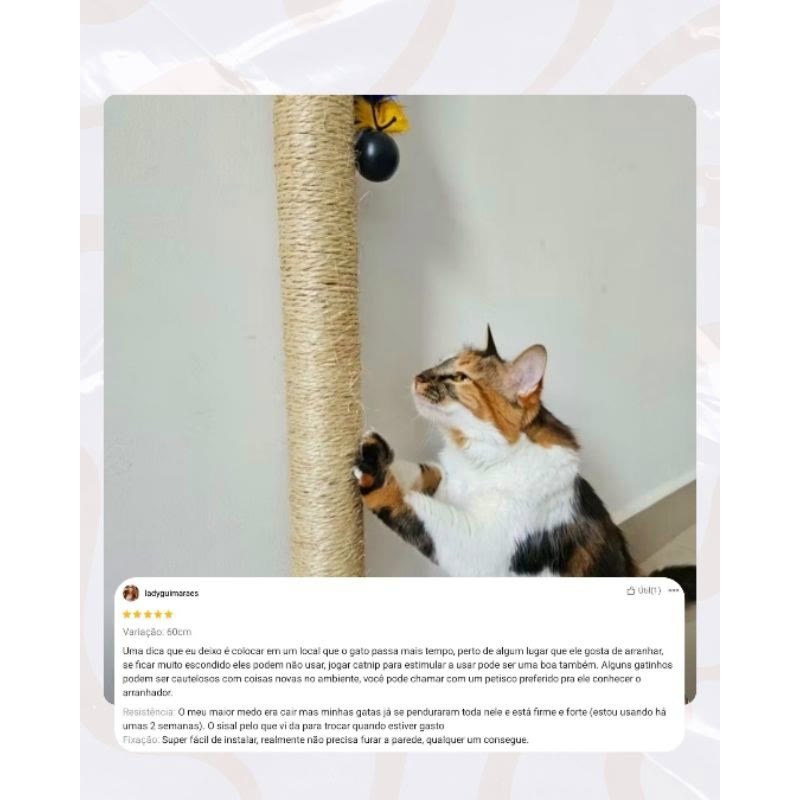 ladyguimaraes
Útil(1)
Variação: 60cm
Uma dica que eu deixo é colocar em um local que o gato passa mais tempo, perto de algum lugar que ele gosta de arranhar,
se ficar muito escondido eles podem não usar, jogar catnip para estimular a usar pode ser uma boa também. Alguns gatinhos
podem ser cautelosos com coisas novas no ambiente, você pode chamar com um petisco preferido pra ele conhecer o
arranhador.
Resistência: O meu maior medo era cair mas minhas gatas já se penduraram toda nele e está firme e forte (estou usando há
umas 2 semanas). O sisal pelo que vi da para trocar quando estiver gasto
Fixação: Super fácil de instalar, realmente não precisa furar a parede, qualquer um consegue.